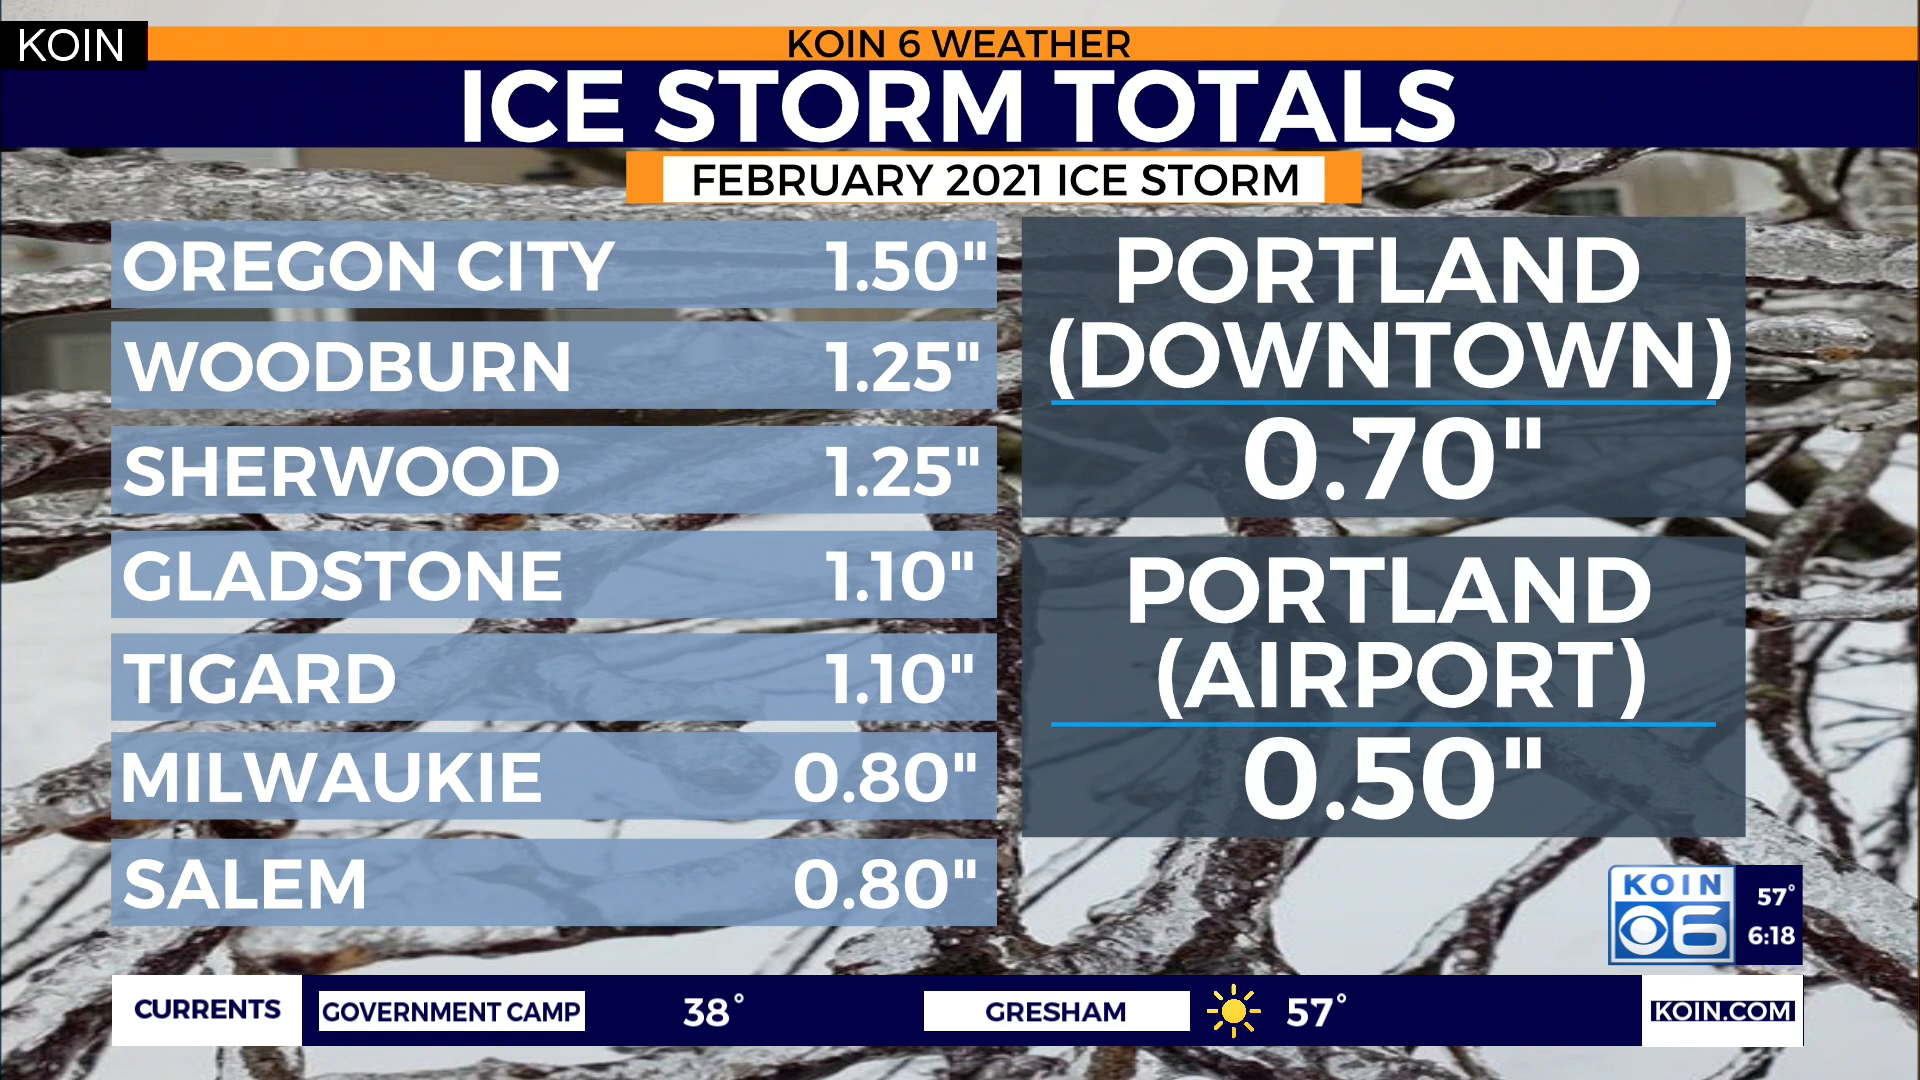 KOIN
KOIN 6 WEATHER
ICE STORM TOTALS
FEBRUARY 2021 ICE STORM
OREGON CITY 1.50"
WOODBURN 1.25"
SHERWOOD 1.25"
GLADSTONE 1.10"
TIGARD 1.10"
MILWAUKIE 0.80"
SALEM 0.80"
PORTLAND
(DOWNTOWN)
0.70"
PORTLAND
(AIRPORT)
0.50"
KOIN
6
57°
6:18
CURRENTS GOVERNMENT CAMP 38° GRESHAM 57° KOIN.COM